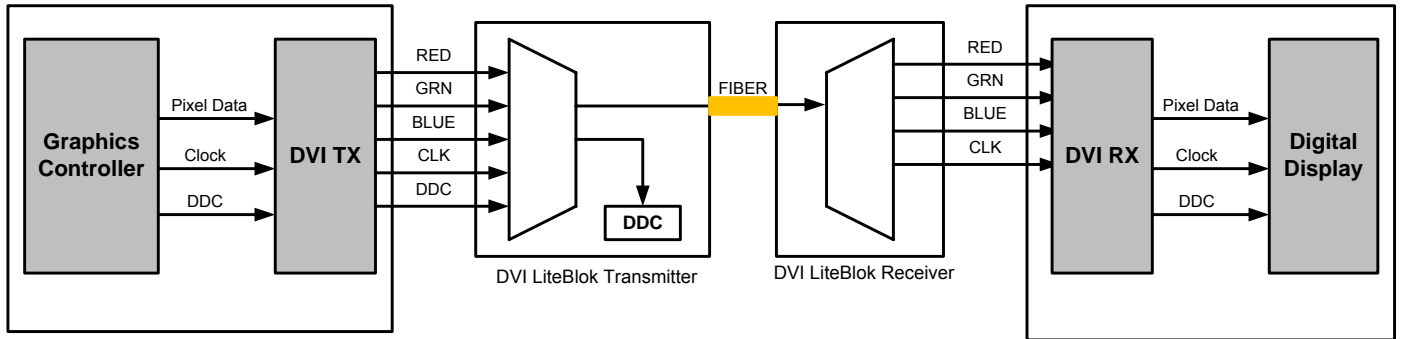 Graphics
Controller
Pixel Data
Clock
DDC
DVI TX
RED
GRN
BLUE
CLK
DDC
DDC
DVI LiteBlok Transmitter
FIBER
DVI LiteBlok Receiver
RED
GRN
BLUE
CLK
DVI RX
Pixel Data
Clock
DDC
Digital
Display